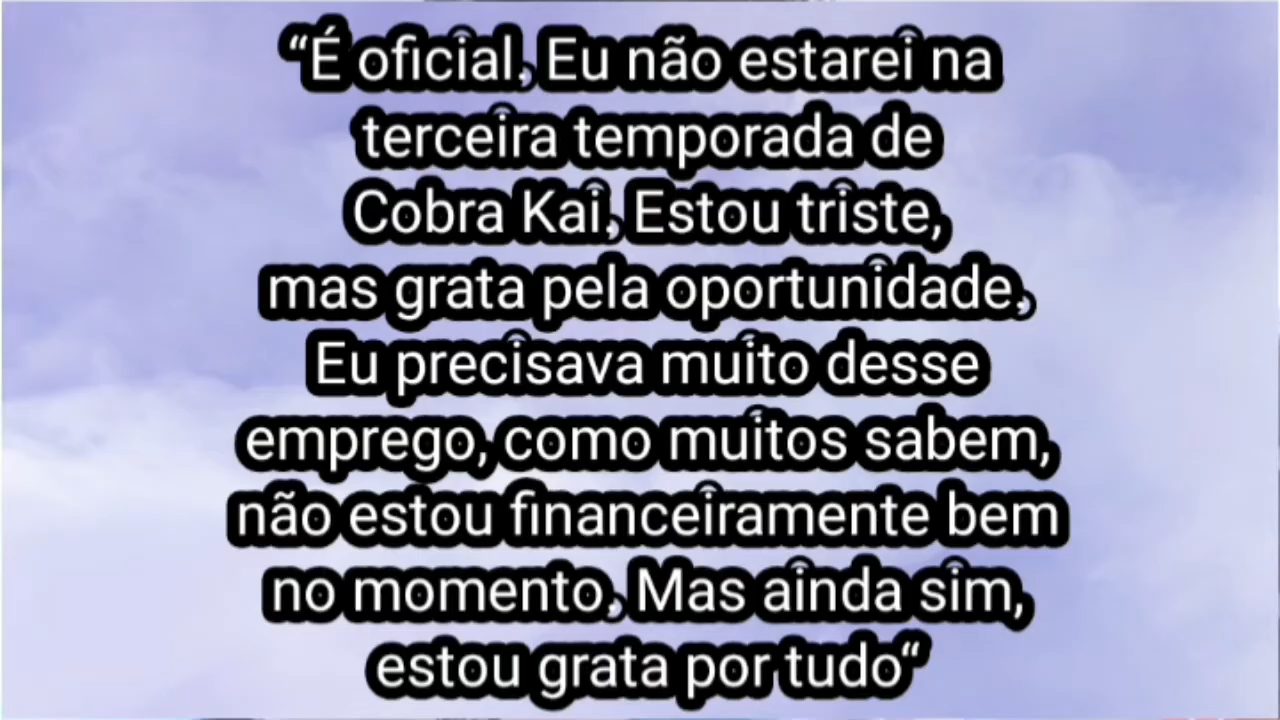 “É oficial. Eu não estarei na
terceira temporada de
Cobra Kai. Estou triste,
mas grata pela oportunidade.
Eu precisava muito desse
emprego, como muitos sabem,
não estou financeiramente bem
no momento. Mas ainda sim,
estou grata por tudo“